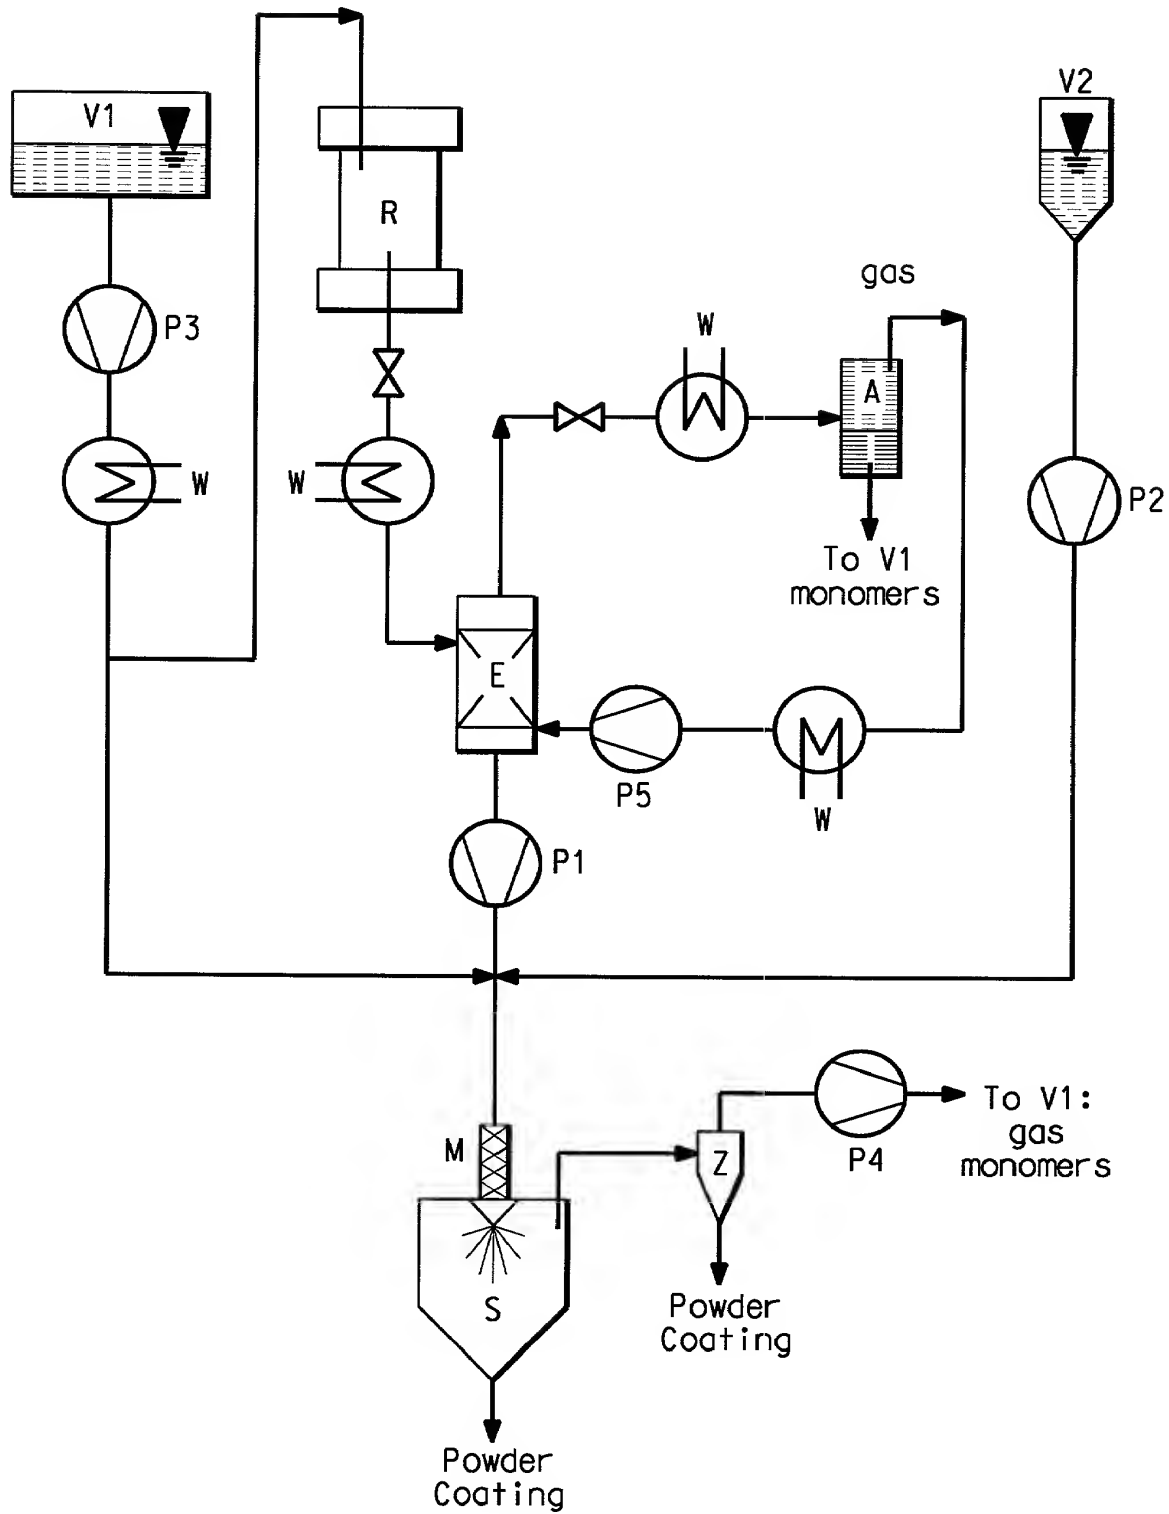 V2
V1
R
gas
P3
W
A
W
W
P2
To V1
monomers
E
P5
W
P1
M
Z
P4
To V1:
gas
monomers
S
Powder
Coating
Powder
Coating